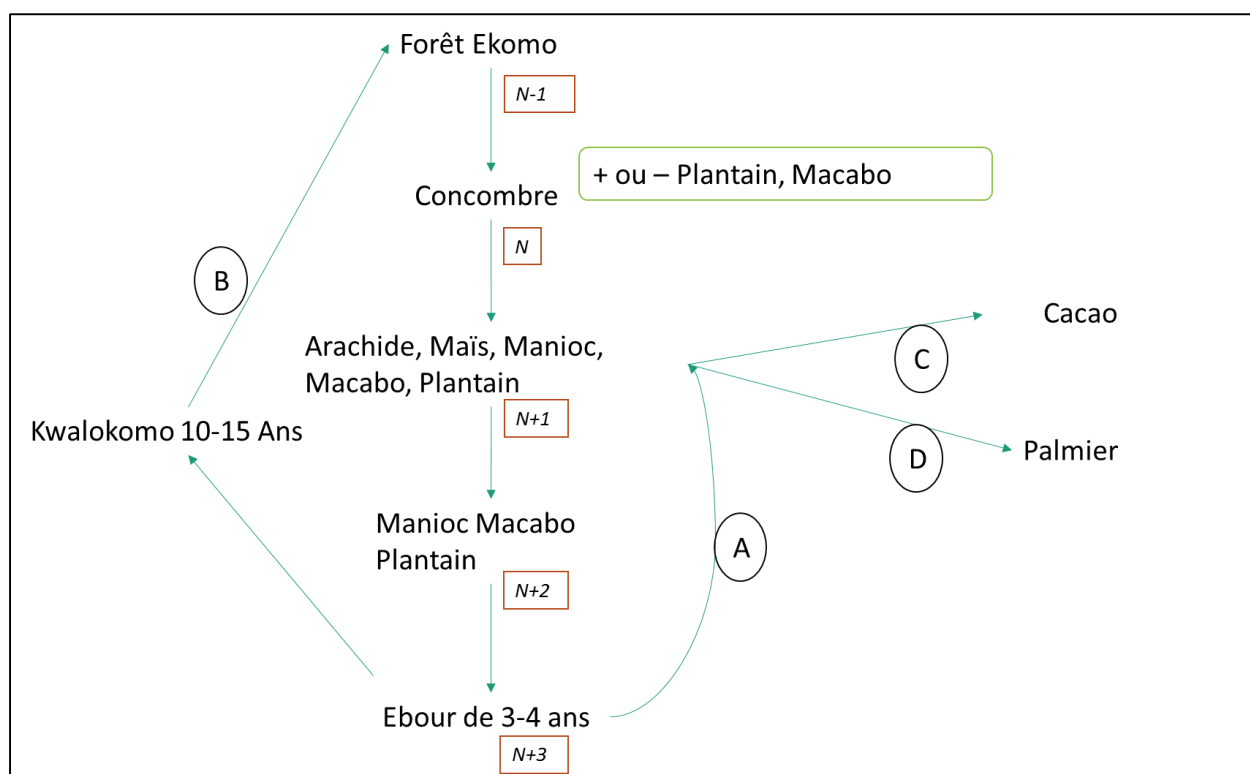 Forêt Ekomo
N-1
+ ou – Plantain, Macabo
Concombre
N
B
Cacao
Arachide, Maïs, Manioc,
Macabo, Plantain
C
N+1
Kwalokomo 10-15 Ans
D
Palmier
Manioc Macabo
Plantain
A
N+2
Ebour de 3-4 ans
N+3